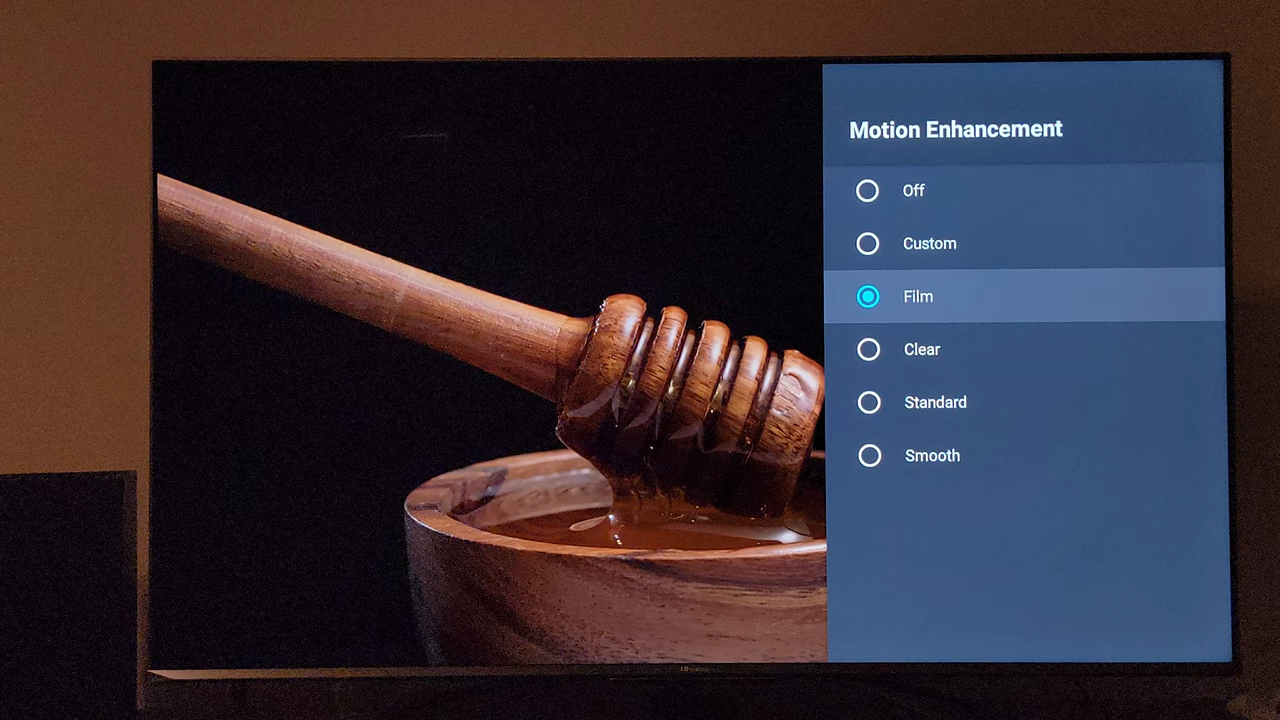 Motion Enhancement
Off
Custom
Film
Clear
Standard
Smooth